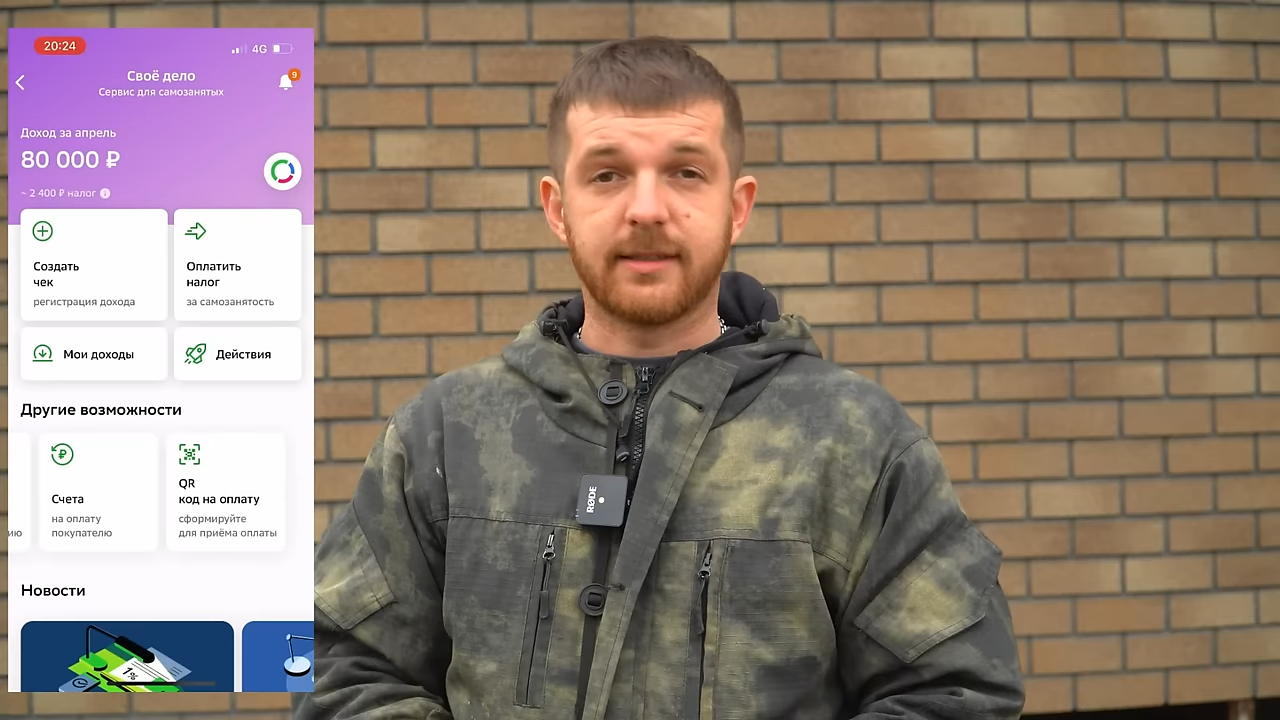 20:24
4G
Своё дело
Сервис для самозанятых
9
Доход за апрель
80 000 ₽
~ 2 400 ₽ налог
Создать
чек
регистрация дохода
Оплатить
налог
за самозанятость
Мои доходы
Действия
Другие возможности
ию
Счета
на оплату
покупателю
QR
код на оплату
сформируйте
для приёма оплаты
Новости
1%
RØDE